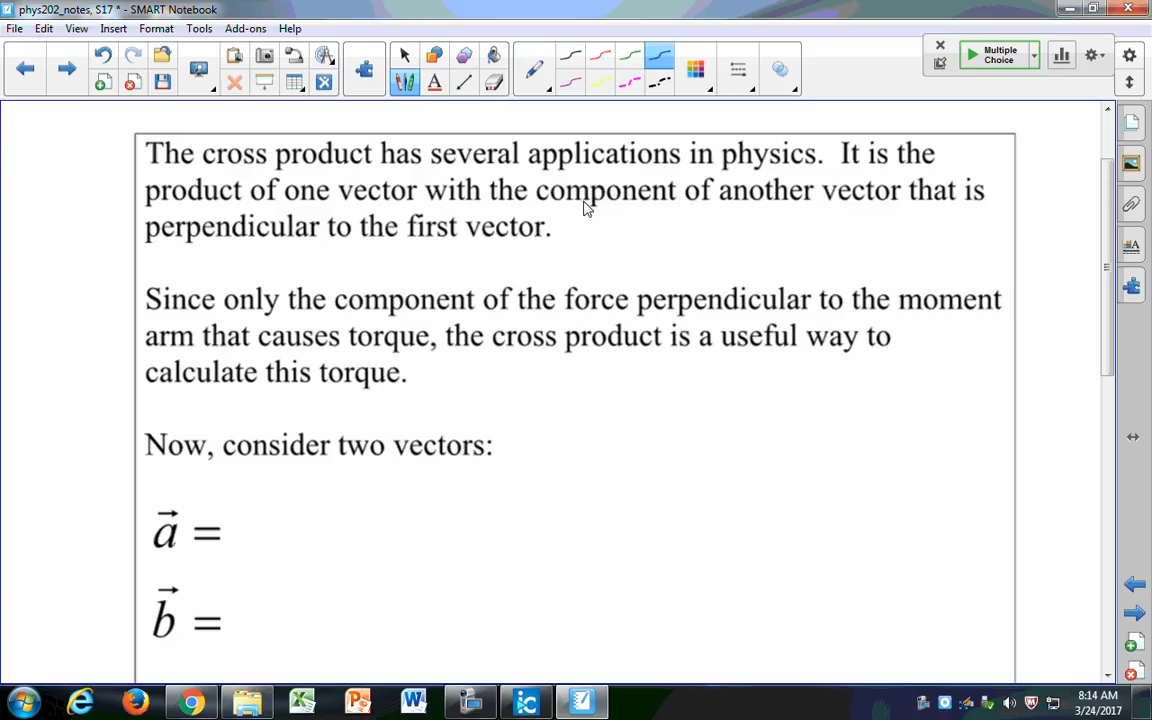 phys202_notes, S17 * - SMART Notebook
File Edit View Insert Format Tools Add-ons Help
Multiple
Choice
The cross product has several applications in physics.  It is the
product of one vector with the component of another vector that is
perpendicular to the first vector.
Since only the component of the force perpendicular to the moment
arm that causes torque, the cross product is a useful way to
calculate this torque.
Now, consider two vectors:
a⃗ =
b⃗ =
8:14 AM
3/24/2017